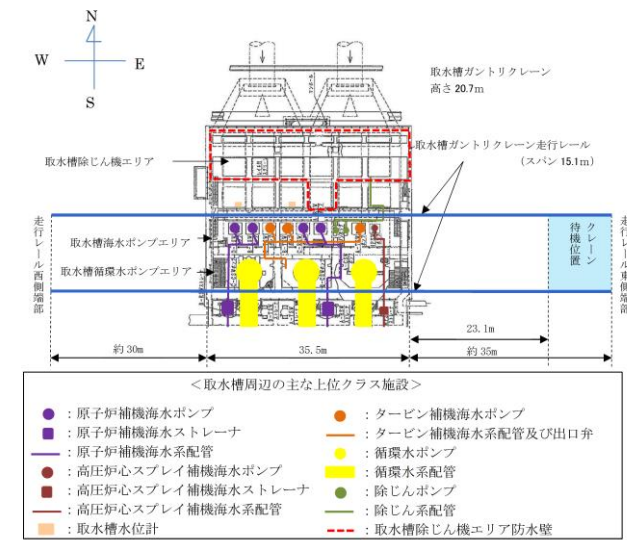 N
W
E
S
取水槽ガントリクレーン
高さ 20.7m
取水槽除じん機エリア
取水槽ガントリクレーン走行レール
(スパン 15.1m)
取水槽海水ポンプエリア
取水槽循環水ポンプエリア
走行レール西側端部
クレーン
待機位置
走行レール東側端部
23.1m
約30m
35.5m
約35m
<取水槽周辺の主な上位クラス施設>
:原子炉補機海水ポンプ
:タービン補機海水ポンプ
:原子炉補機海水ストレーナ
:タービン補機海水系配管及び出口弁
:原子炉補機海水系配管
:循環水ポンプ
:高圧炉心スプレイ補機海水ポンプ
:循環水系配管
:高圧炉心スプレイ補機海水ストレーナ
:除じんポンプ
:高圧炉心スプレイ補機海水系配管
:除じん系配管
:取水槽水位計
:取水槽除じん機エリア防水壁